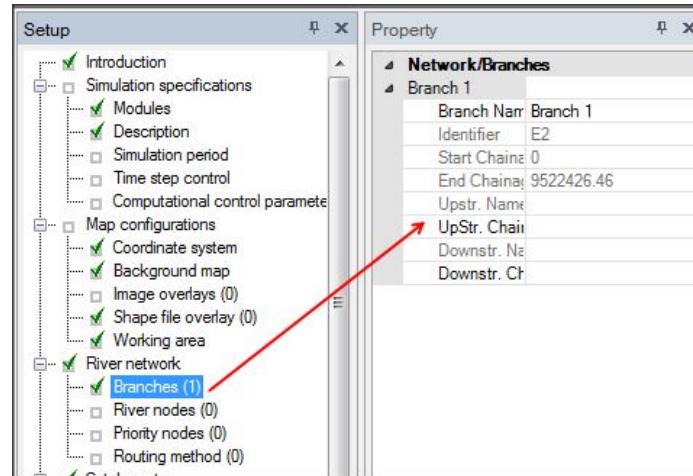 Setup
Introduction
Simulation specifications
Modules
Description
Simulation period
Time step control
Computational control paramete
Map configurations
Coordinate system
Background map
Image overlays (0)
Shape file overlay (0)
Working area
River network
Branches (1)
River nodes (0)
Priority nodes (0)
Routing method (0)
Property
Network/Branches
Branch 1
Branch Nam Branch 1
Identifier E2
Start Chaina 0
End Chainag 9522426.46
Upstr. Name
UpStr. Chain
Downstr. Na
Downstr. Ch